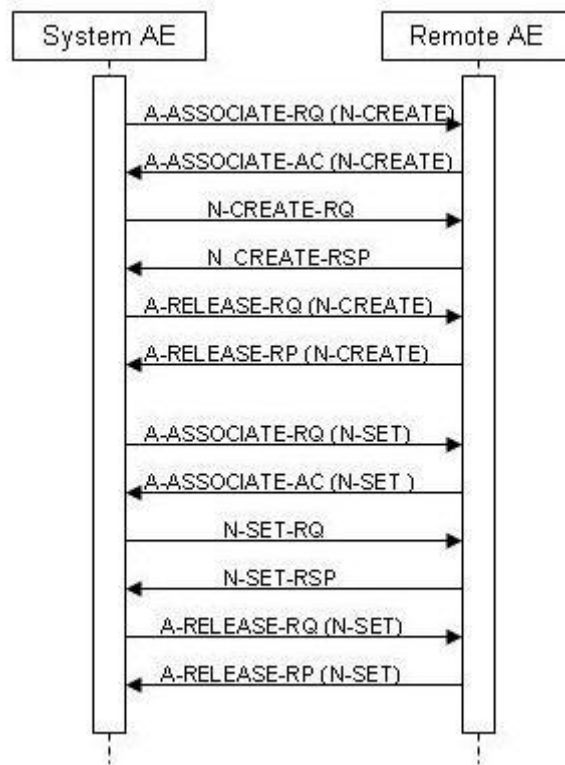 System AE
Remote AE
A-ASSOCIATE-RQ (N-CREATE)
A-ASSOCIATE-AC (N-CREATE)
N-CREATE-RQ
N CREATE-RSP
A-RELEASE-RQ (N-CREATE)
A-RELEASE-RP (N-CREATE)
A-ASSOCIATE-RQ (N-SET)
A-ASSOCIATE-AC (N-SET )
N-SET-RQ
N-SET-RSP
A-RELEASE-RQ (N-SET)
A-RELEASE-RP (N-SET)